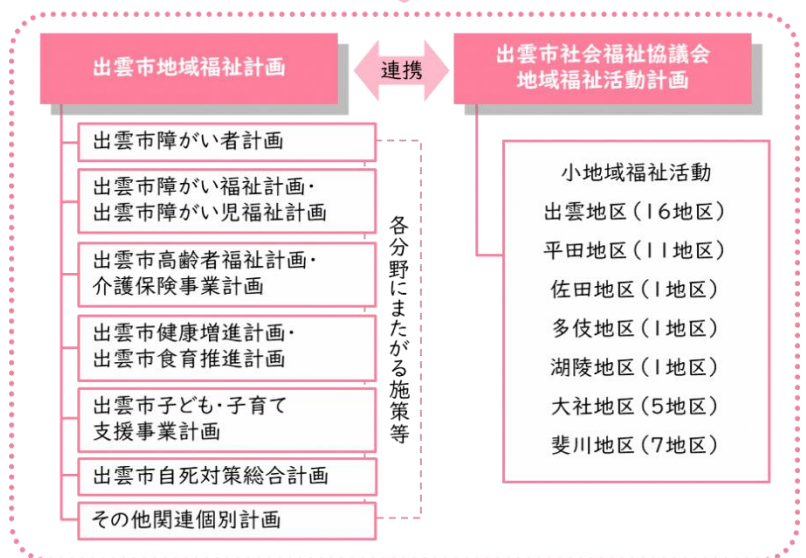 出雲市地域福祉計画
連携
出雲市社会福祉協議会
地域福祉活動計画
出雲市障がい者計画
出雲市障がい福祉計画・
出雲市障がい児福祉計画
出雲市高齢者福祉計画・
介護保険事業計画
出雲市健康増進計画・
出雲市食育推進計画
出雲市子ども・子育て
支援事業計画
出雲市自死対策総合計画
その他関連個別計画
各分野にまたがる施策等
小地域福祉活動
出雲地区(16地区)
平田地区(11地区)
佐田地区(1地区)
多伎地区(1地区)
湖陵地区(1地区)
大社地区(5地区)
斐川地区(7地区)